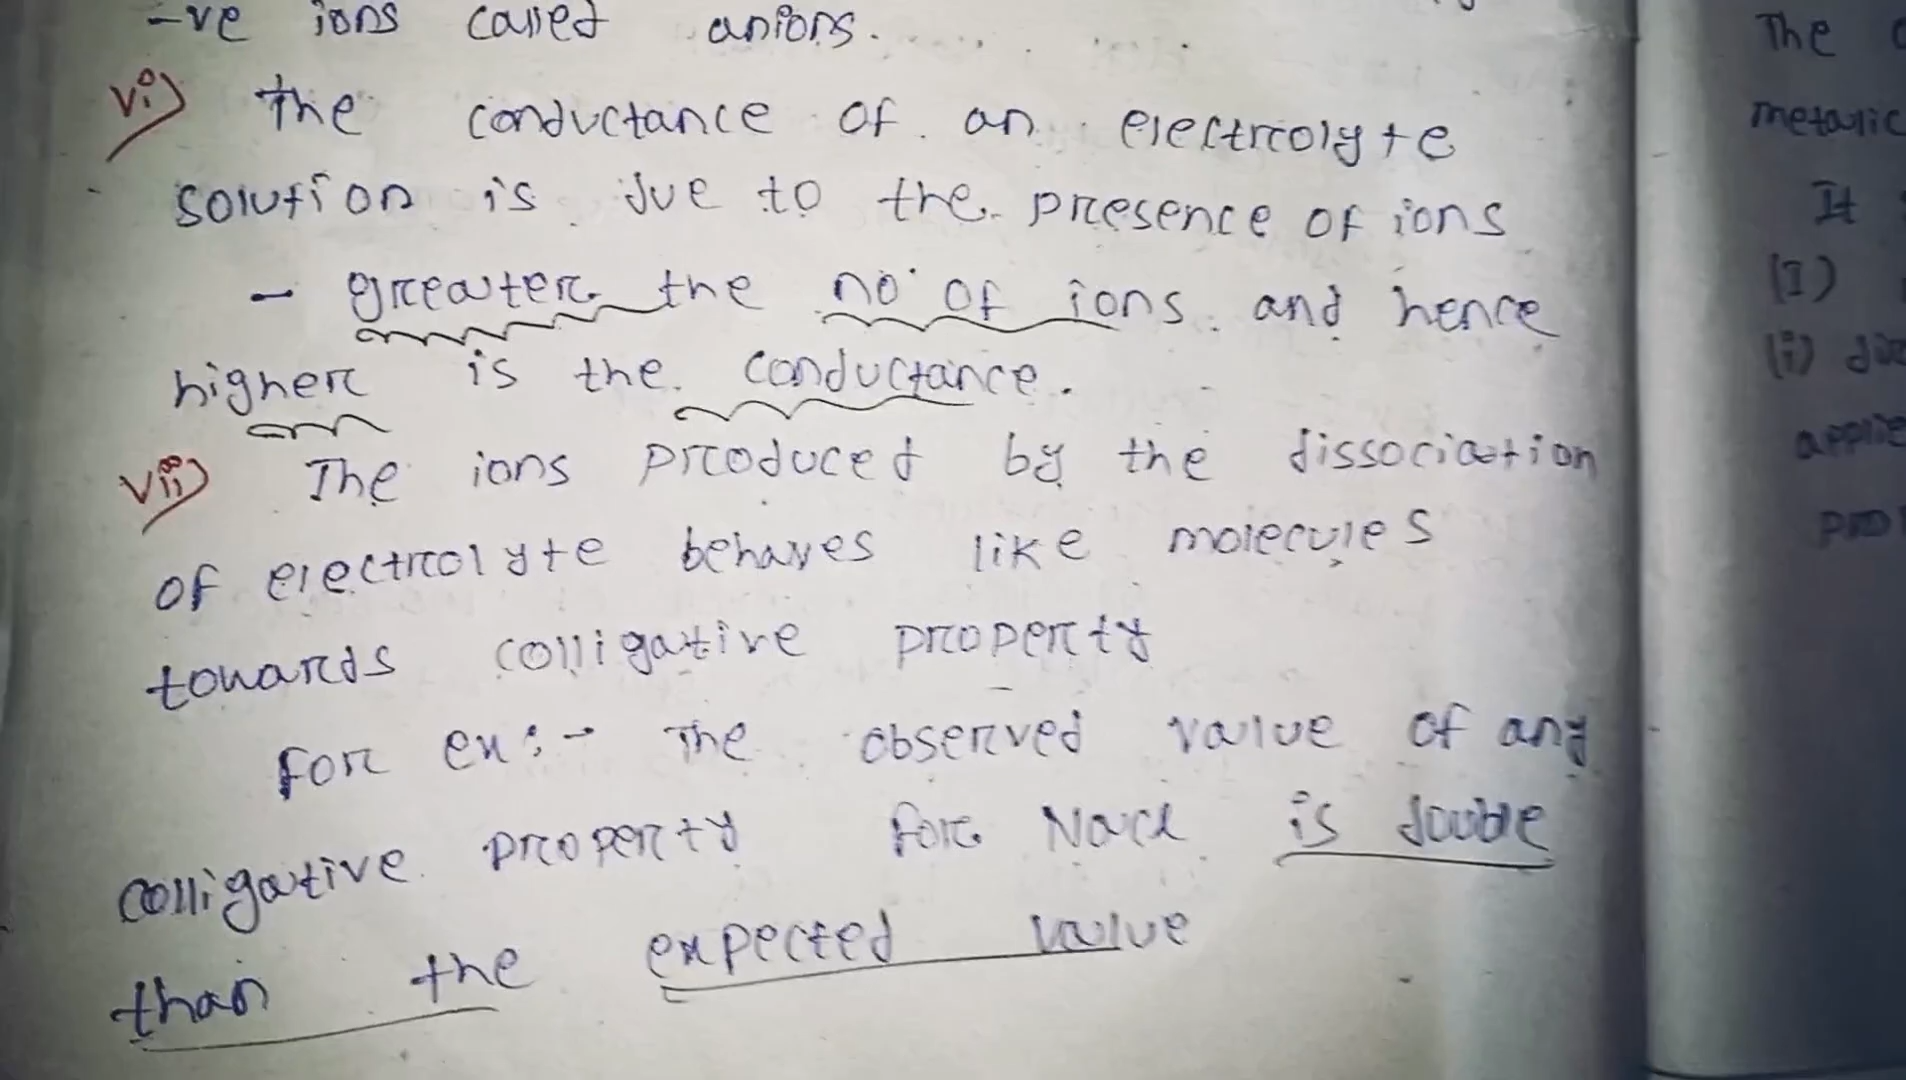 -ve ions called anions.
vi) The conductance of an electrolyte
solution is due to the presence of ions
- greater the no of ions and hence
higher is the conductance.
vii) The ions produced by the dissociation
of electrolyte behaves like molecules
towards colligative property
For ex :- The observed value of any
colligative property for NaCl is double
than the expected value
The
metallic
It
(I)
(i)